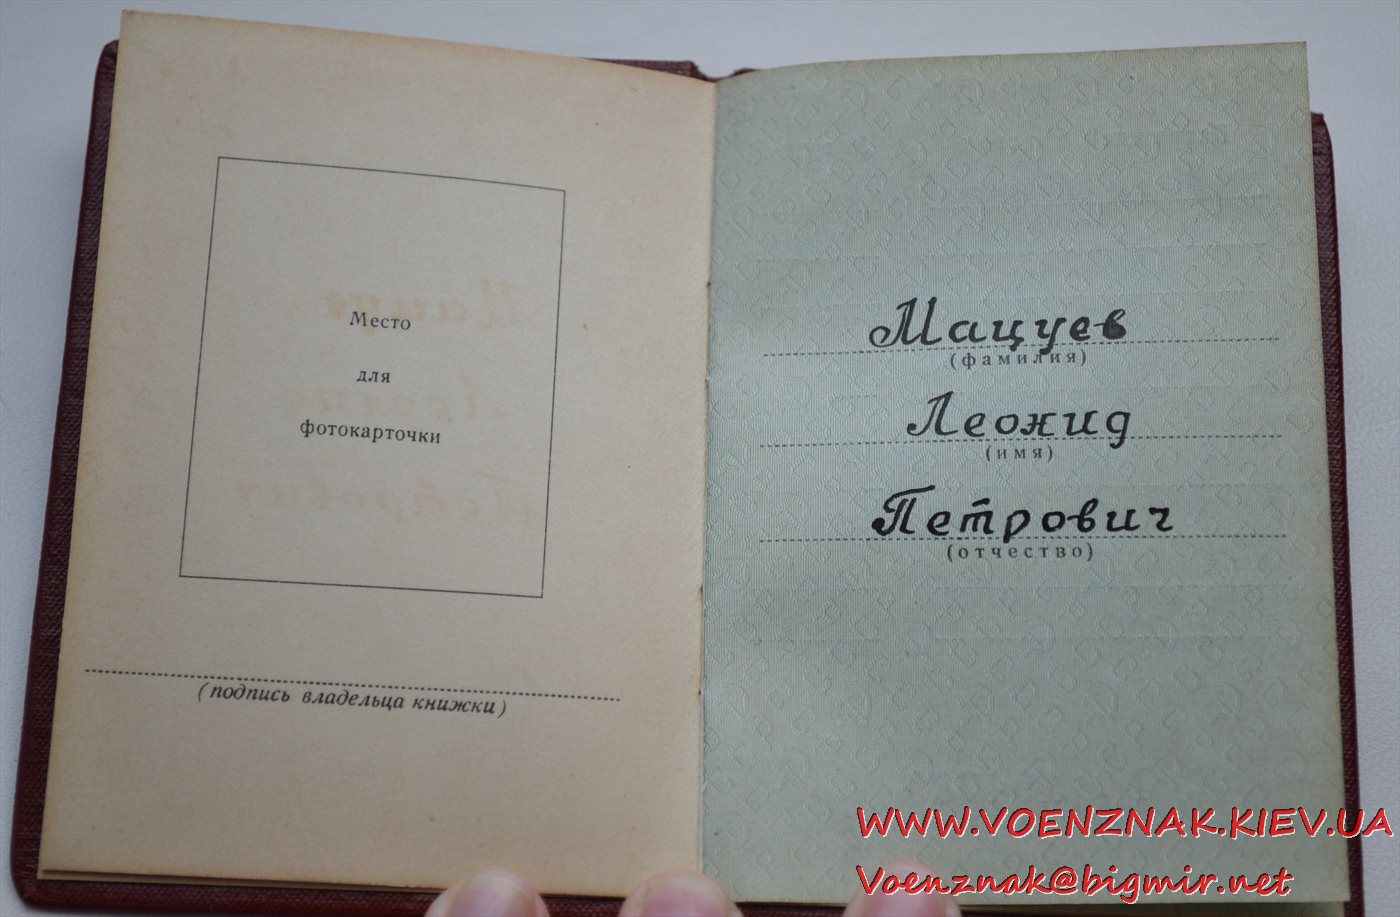 Место
для
фотокарточки
(подпись владельца книжки)
Мацуев
(фамилия)
Леонид
(имя)
Петрович
(отчество)
WWW.VOENZNAK.KIEV.UA
Voenznak@bigmir.net